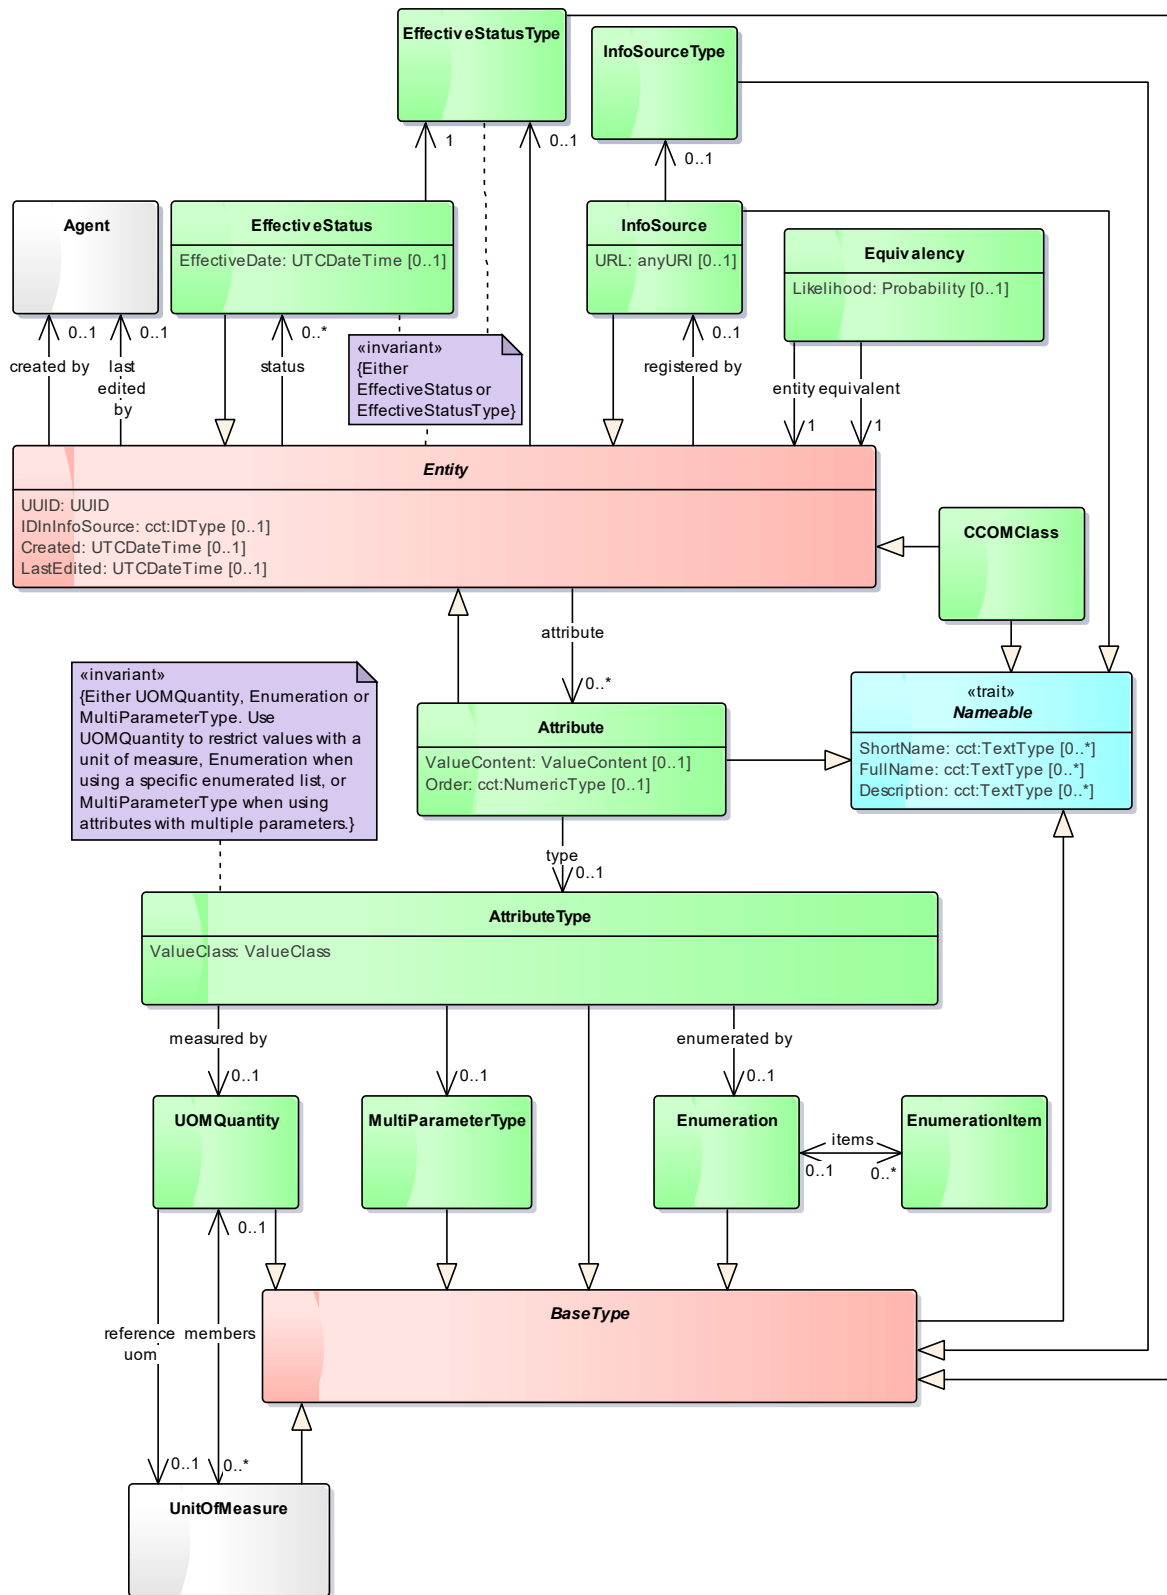 EffectiveStatusType
InfoSourceType
1
0..1
0..1
Agent
EffectiveStatus
EffectiveDate: UTCDateTime [0..1]
InfoSource
URL: anyURI [0..1]
Equivalency
Likelihood: Probability [0..1]
0..1
0..1
0..*
0..1
created by
last
edited
by
status
«invariant»
{Either
EffectiveStatus or
EffectiveStatusType}
registered by
entity
equivalent
1
1
Entity
UUID: UUID
IDInInfoSource: cct:IDType [0..1]
Created: UTCDateTime [0..1]
LastEdited: UTCDateTime [0..1]
CCOMClass
attribute
0..*
«invariant»
{Either UOMQuantity, Enumeration or
MultiParameterType. Use
UOMQuantity to restrict values with a
unit of measure, Enumeration when
using a specific enumerated list, or
MultiParameterType when using
attributes with multiple parameters.}
Attribute
ValueContent: ValueContent [0..1]
Order: cct:NumericType [0..1]
«trait»
Nameable
ShortName: cct:TextType [0..*]
FullName: cct:TextType [0..*]
Description: cct:TextType [0..*]
type
0..1
AttributeType
ValueClass: ValueClass
measured by
enumerated by
0..1
0..1
0..1
UOMQuantity
MultiParameterType
Enumeration
EnumerationItem
items
0..1
0..*
0..1
BaseType
reference
uom
members
0..1
0..*
UnitOfMeasure